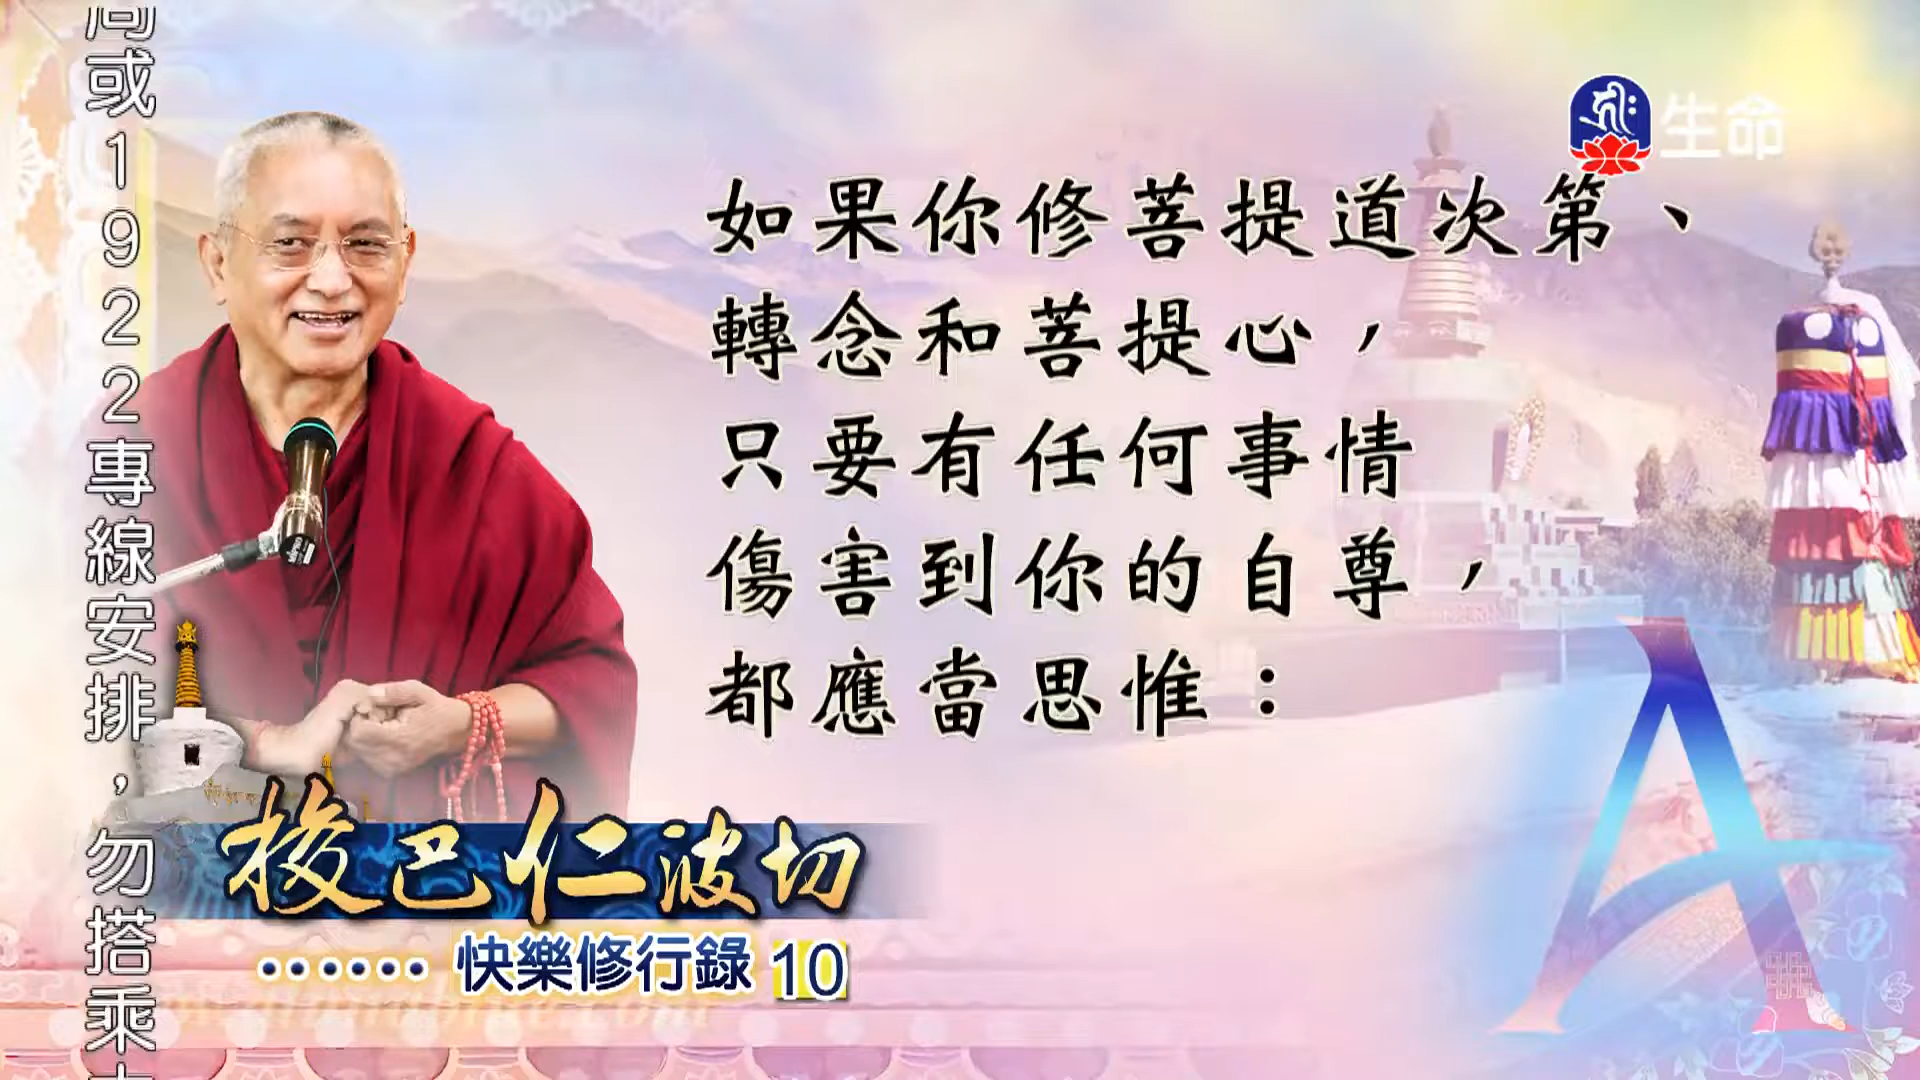 如果你修菩提道次第、
轉念和菩提心，
只要有任何事情
傷害到你的自尊，
都應當思惟：
生命
梭巴仁波切
快樂修行錄 10
局或1922專線安排，勿搭乘